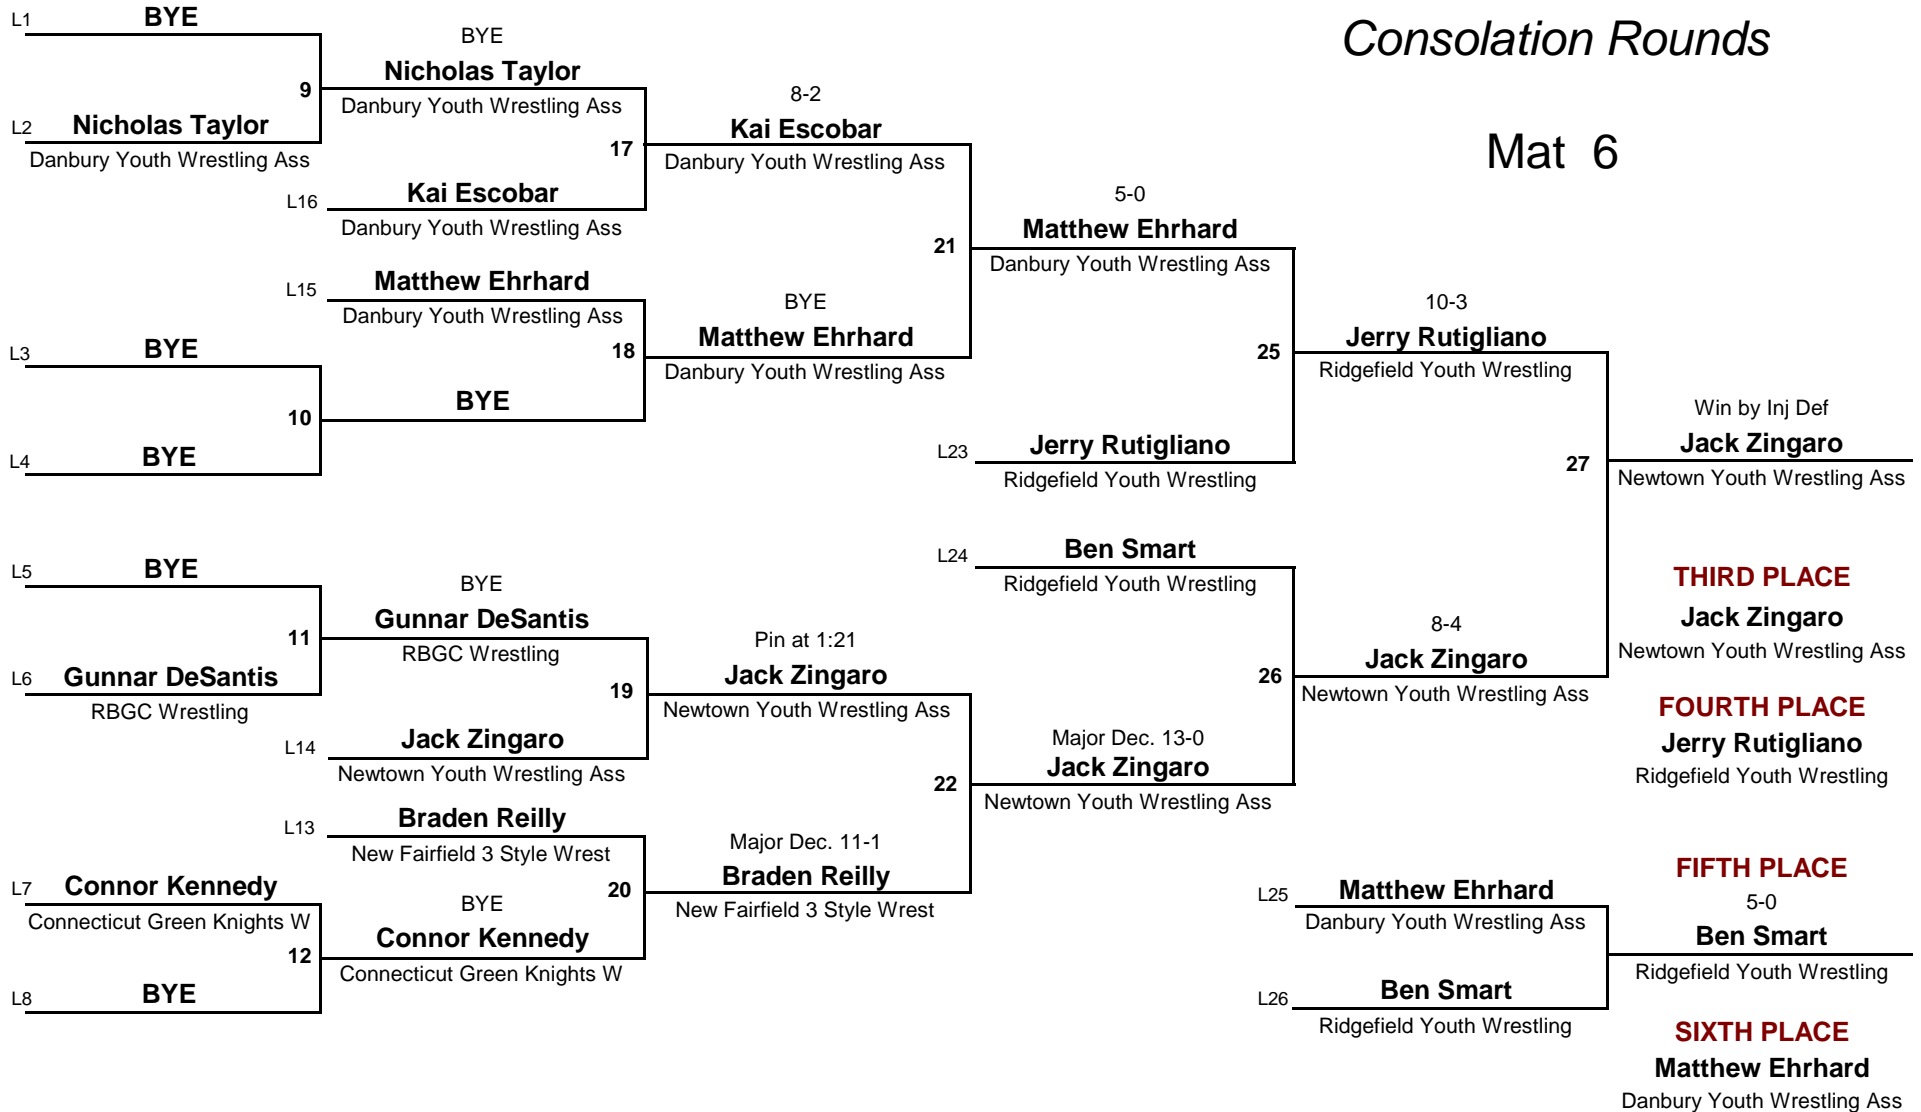 Consolation Rounds
Mat 6
L1 BYE
9
L2 Nicholas Taylor
Danbury Youth Wrestling Ass
L3 BYE
10
L4 BYE
L5 BYE
11
L6 Gunnar DeSantis
RBGC Wrestling
L7 Connor Kennedy
Connecticut Green Knights W
12
L8 BYE
BYE
Nicholas Taylor
Danbury Youth Wrestling Ass
17
L16 Kai Escobar
Danbury Youth Wrestling Ass
L15 Matthew Ehrhard
Danbury Youth Wrestling Ass
18
BYE
BYE
Gunnar DeSantis
RBGC Wrestling
19
L14 Jack Zingaro
Newtown Youth Wrestling Ass
L13 Braden Reilly
New Fairfield 3 Style Wrest
20
BYE
Connor Kennedy
Connecticut Green Knights W
8-2
Kai Escobar
Danbury Youth Wrestling Ass
21
BYE
Matthew Ehrhard
Danbury Youth Wrestling Ass
Pin at 1:21
Jack Zingaro
Newtown Youth Wrestling Ass
22
Major Dec. 11-1
Braden Reilly
New Fairfield 3 Style Wrest
5-0
Matthew Ehrhard
Danbury Youth Wrestling Ass
25
L23 Jerry Rutigliano
Ridgefield Youth Wrestling
L24 Ben Smart
Ridgefield Youth Wrestling
26
Major Dec. 13-0
Jack Zingaro
Newtown Youth Wrestling Ass
10-3
Jerry Rutigliano
Ridgefield Youth Wrestling
27
8-4
Jack Zingaro
Newtown Youth Wrestling Ass
Win by Inj Def
Jack Zingaro
Newtown Youth Wrestling Ass
THIRD PLACE
Jack Zingaro
Newtown Youth Wrestling Ass
FOURTH PLACE
Jerry Rutigliano
Ridgefield Youth Wrestling
L25 Matthew Ehrhard
Danbury Youth Wrestling Ass
L26 Ben Smart
Ridgefield Youth Wrestling
FIFTH PLACE
5-0
Ben Smart
Ridgefield Youth Wrestling
SIXTH PLACE
Matthew Ehrhard
Danbury Youth Wrestling Ass